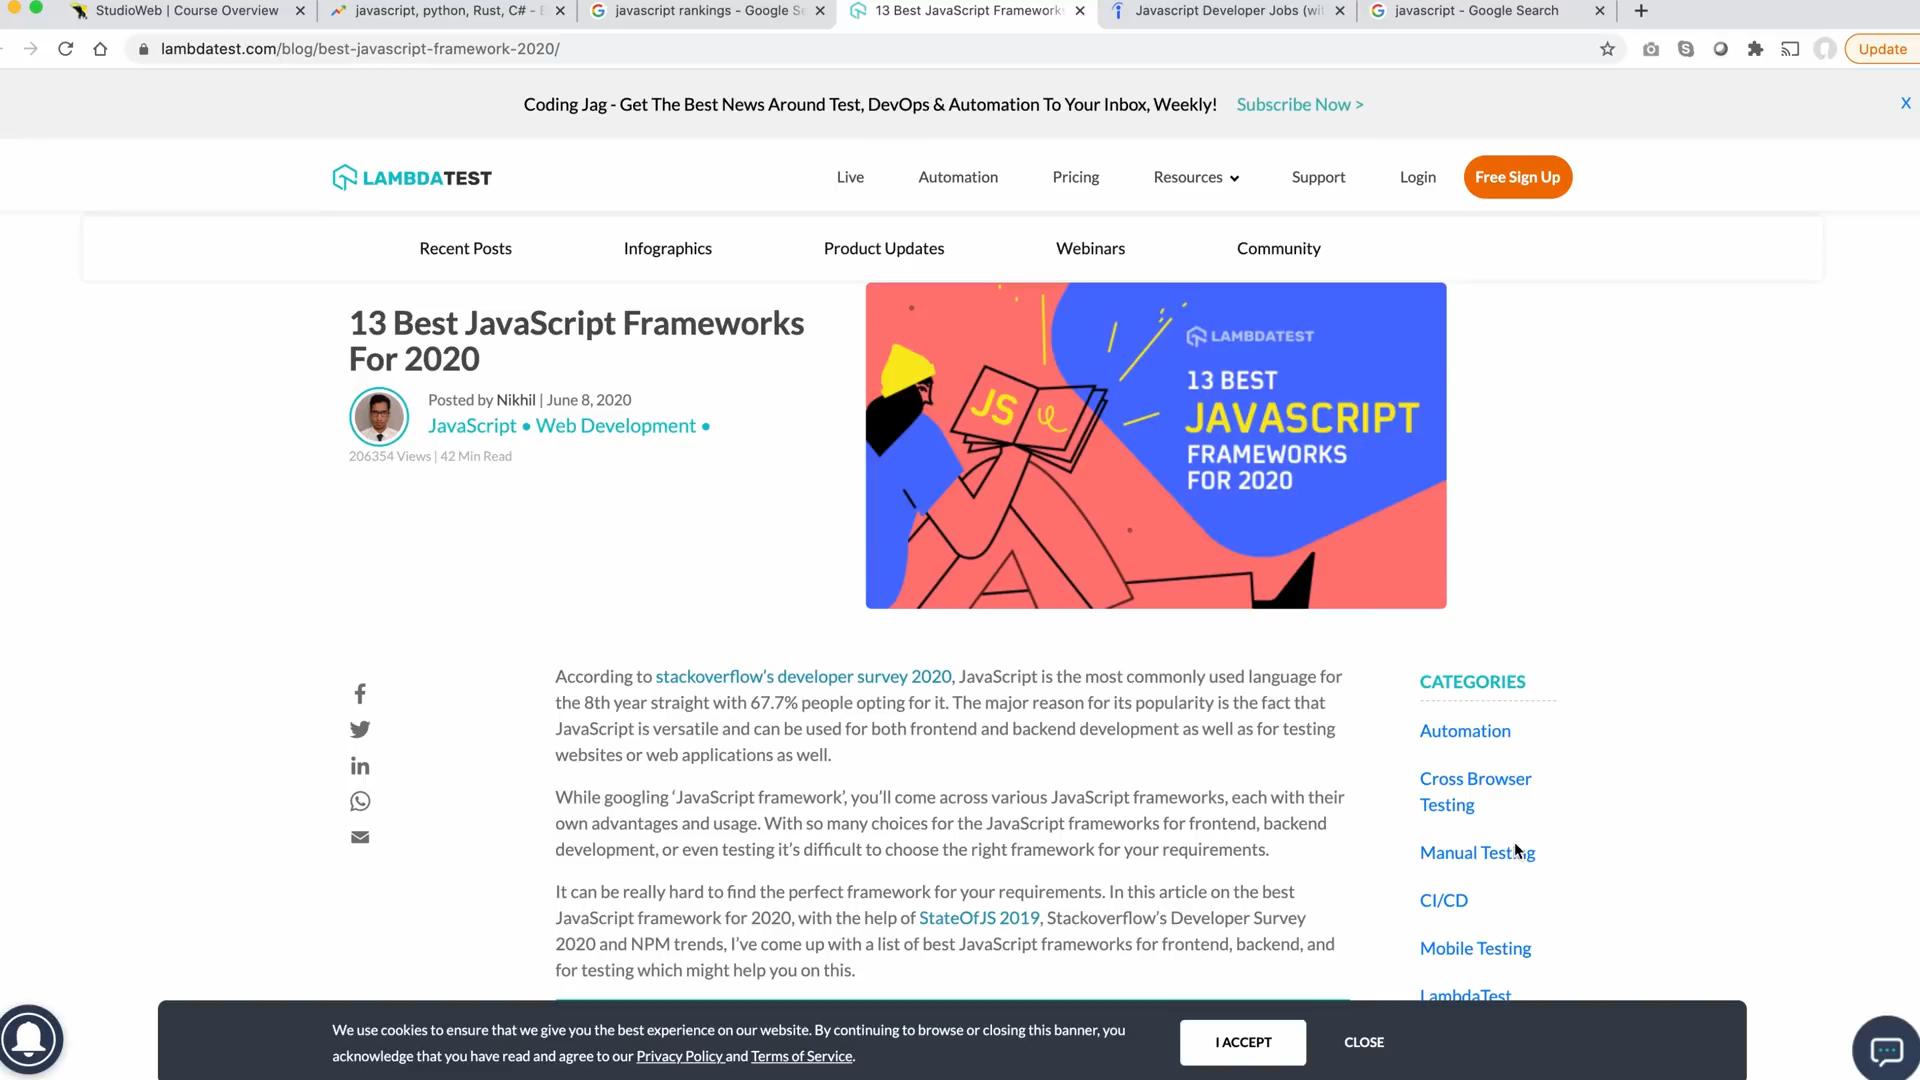 StudioWeb | Course Overview
javascript, python, Rust, C# -
javascript rankings - Google Se
13 Best JavaScript Frameworks
Javascript Developer Jobs (wit
javascript - Google Search
lambdatest.com/blog/best-javascript-framework-2020/
Update
Coding Jag - Get The Best News Around Test, DevOps & Automation To Your Inbox, Weekly! Subscribe Now >
X
LAMBDATEST
Live
Automation
Pricing
Resources
Support
Login
Free Sign Up
Recent Posts
Infographics
Product Updates
Webinars
Community
13 Best JavaScript Frameworks
For 2020
Posted by Nikhil | June 8, 2020
JavaScript • Web Development •
206354 Views | 42 Min Read
LAMBDATEST
13 BEST
JAVASCRIPT
FRAMEWORKS
FOR 2020
JS
According to stackoverflow's developer survey 2020, JavaScript is the most commonly used language for
the 8th year straight with 67.7% people opting for it. The major reason for its popularity is the fact that
JavaScript is versatile and can be used for both frontend and backend development as well as for testing
websites or web applications as well.
While googling ‘JavaScript framework’, you’ll come across various JavaScript frameworks, each with their
own advantages and usage. With so many choices for the JavaScript frameworks for frontend, backend
development, or even testing it’s difficult to choose the right framework for your requirements.
It can be really hard to find the perfect framework for your requirements. In this article on the best
JavaScript framework for 2020, with the help of StateOfJS 2019, Stackoverflow’s Developer Survey
2020 and NPM trends, I’ve come up with a list of best JavaScript frameworks for frontend, backend, and
for testing which might help you on this.
CATEGORIES
Automation
Cross Browser
Testing
Manual Testing
CI/CD
Mobile Testing
LambdaTest
We use cookies to ensure that we give you the best experience on our website. By continuing to browse or closing this banner, you
acknowledge that you have read and agree to our Privacy Policy and Terms of Service.
I ACCEPT
CLOSE